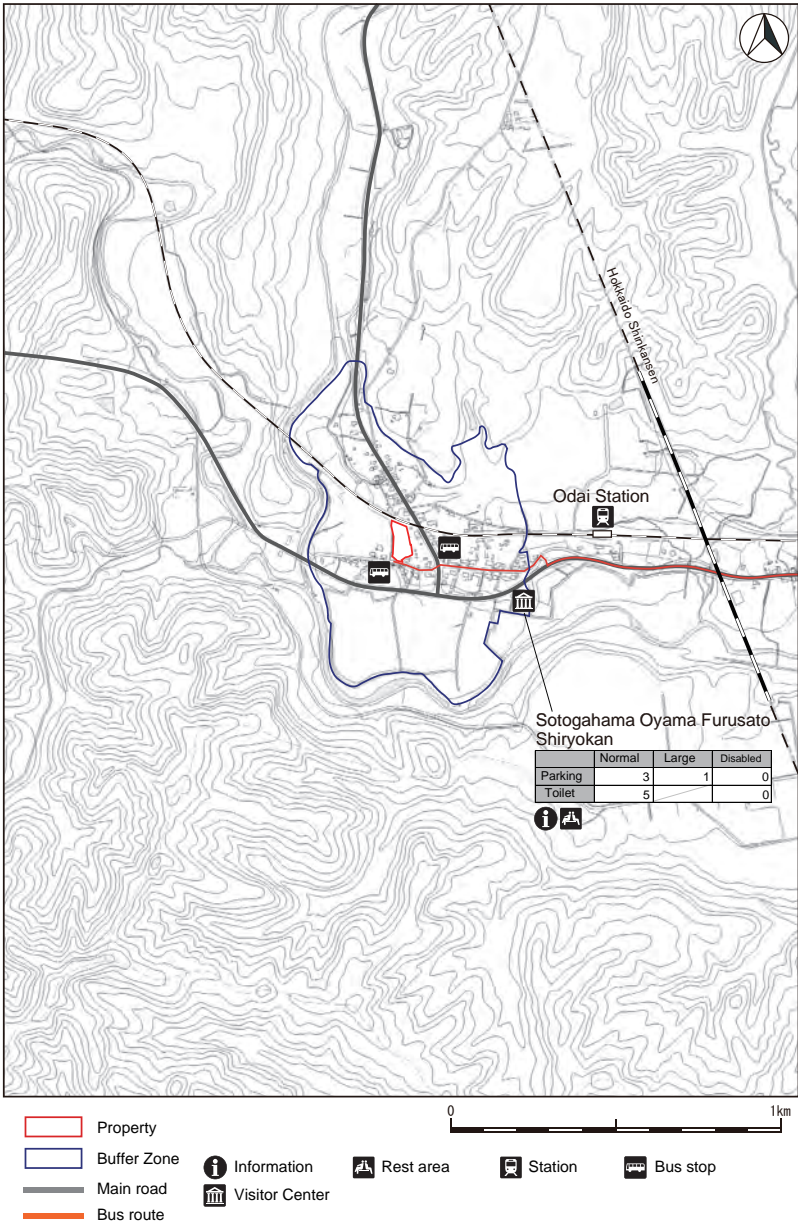 Hokkaido Shinkansen
Odai Station
Sotogahama Oyama Furusato
Shiryokan
Normal Large Disabled
Parking 3 1 0
Toilet 5 0
0 1km
Property
Buffer Zone
Main road
Bus route
Information
Visitor Center
Rest area
Station
Bus stop